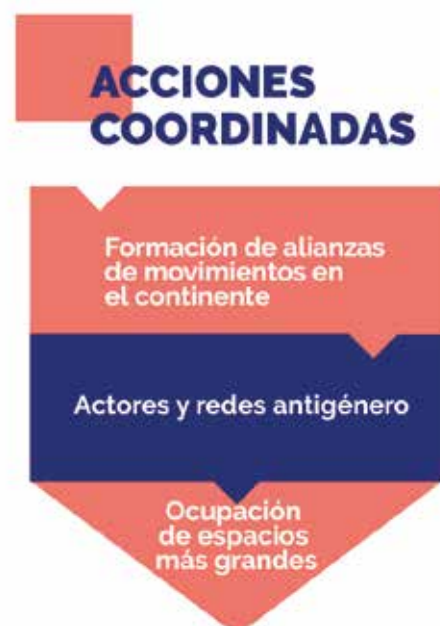 ACCIONES
COORDINADAS
Formación de alianzas
de movimientos en
el continente
Actores y redes antigénero
Ocupación
de espacios
más grandes